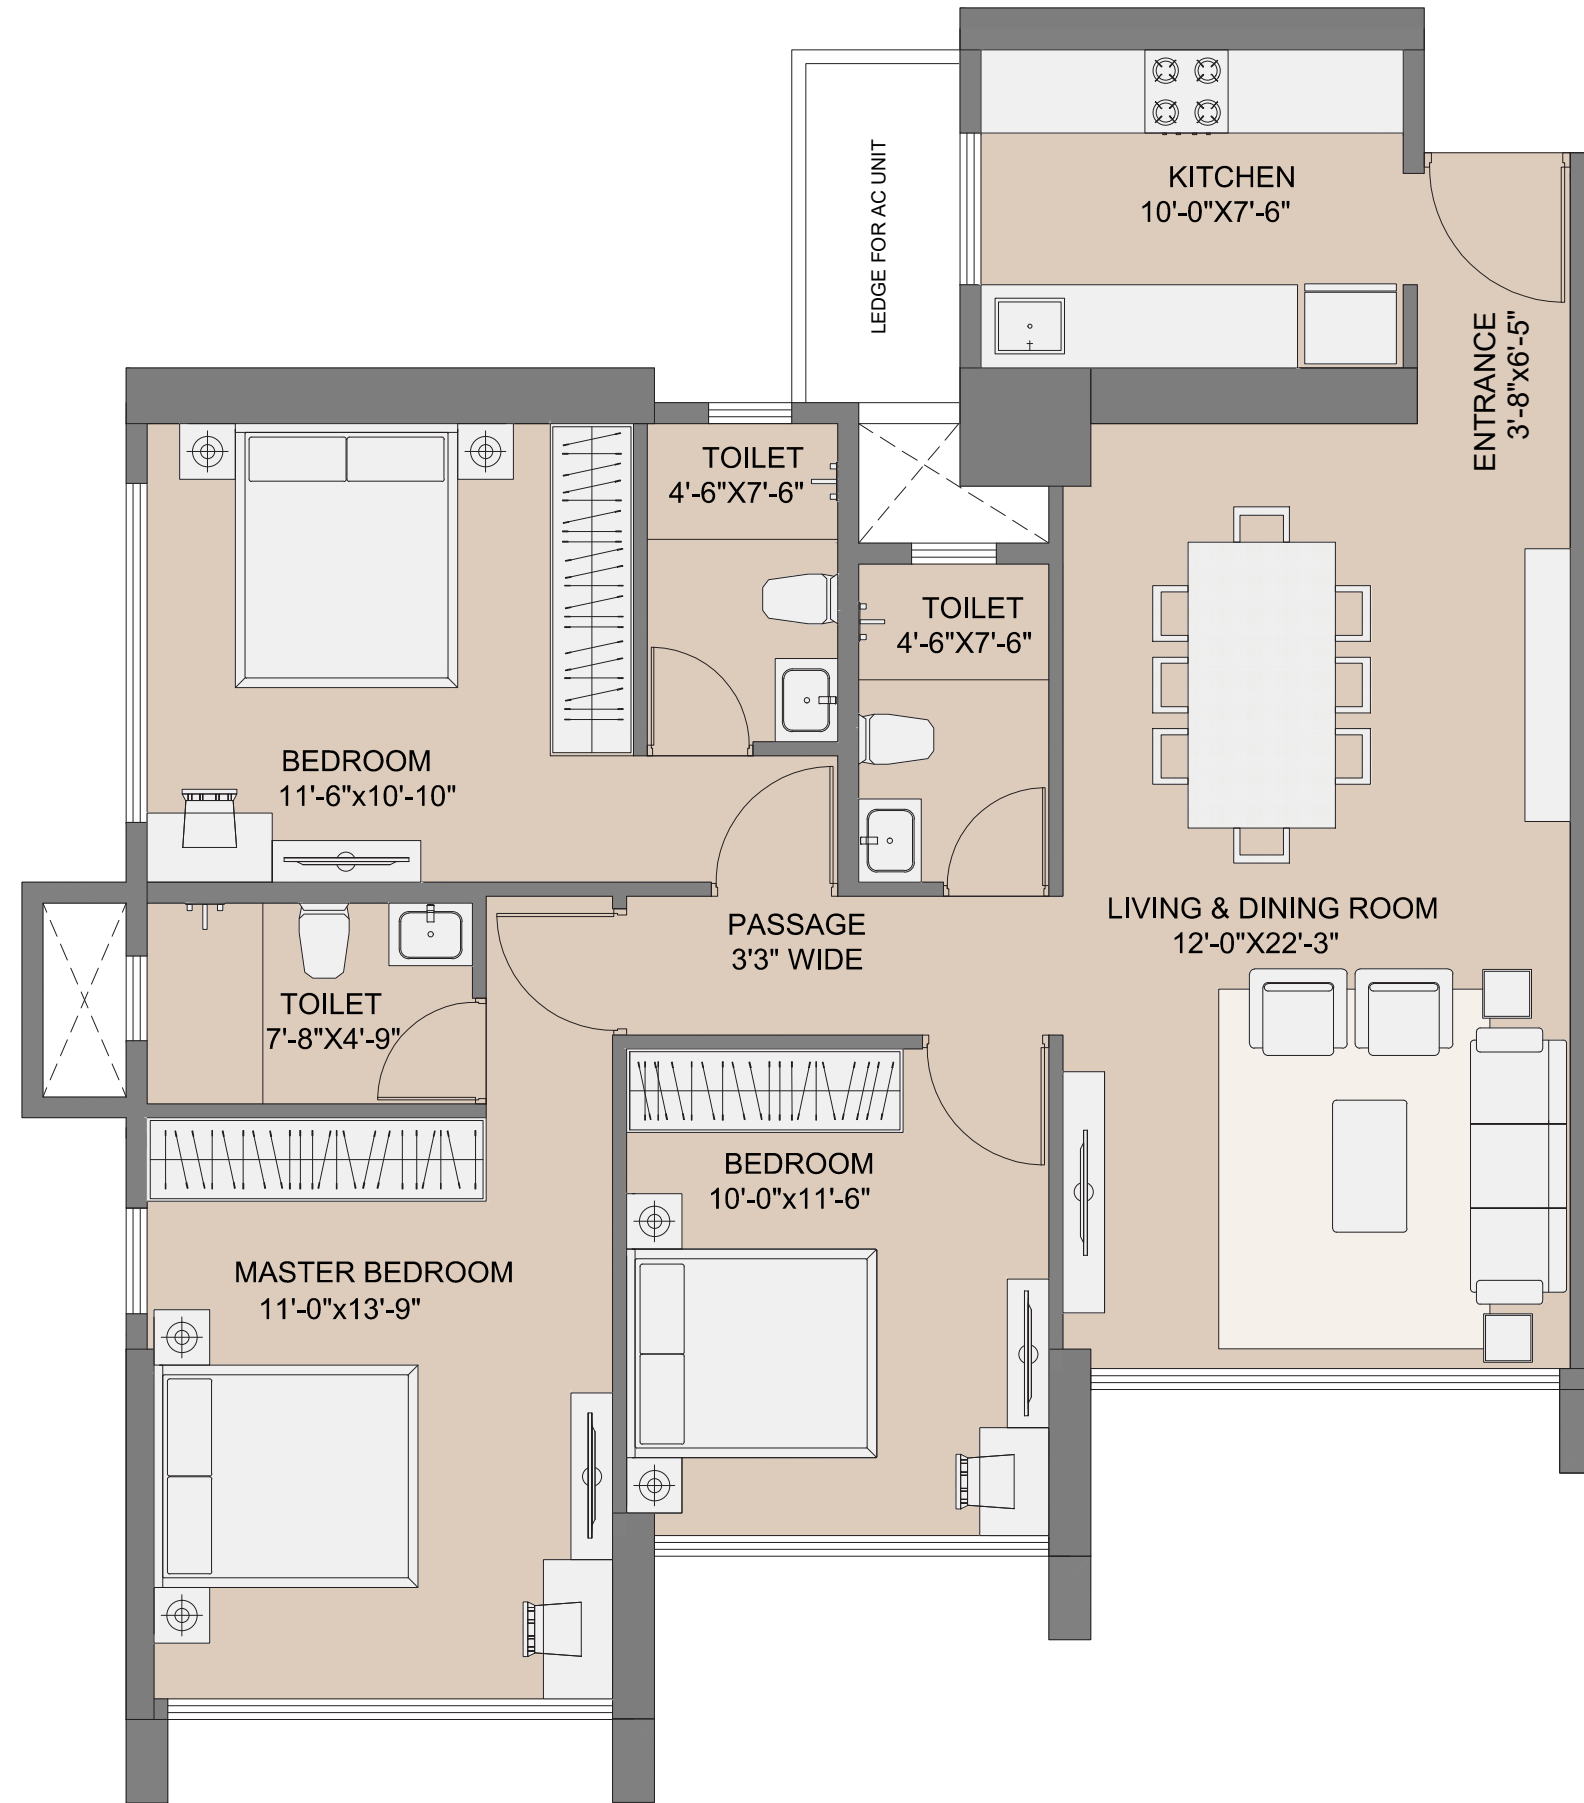 KITCHEN
10'-0"X7'-6"
LEDGE FOR AC UNIT
ENTRANCE
3'-8"x6'-5"
TOILET
4'-6"X7'-6"
TOILET
4'-6"X7'-6"
BEDROOM
11'-6"x10'-10"
PASSAGE
3'3" WIDE
LIVING & DINING ROOM
12'-0"X22'-3"
TOILET
7'-8"X4'-9"
BEDROOM
10'-0"x11'-6"
MASTER BEDROOM
11'-0"x13'-9"